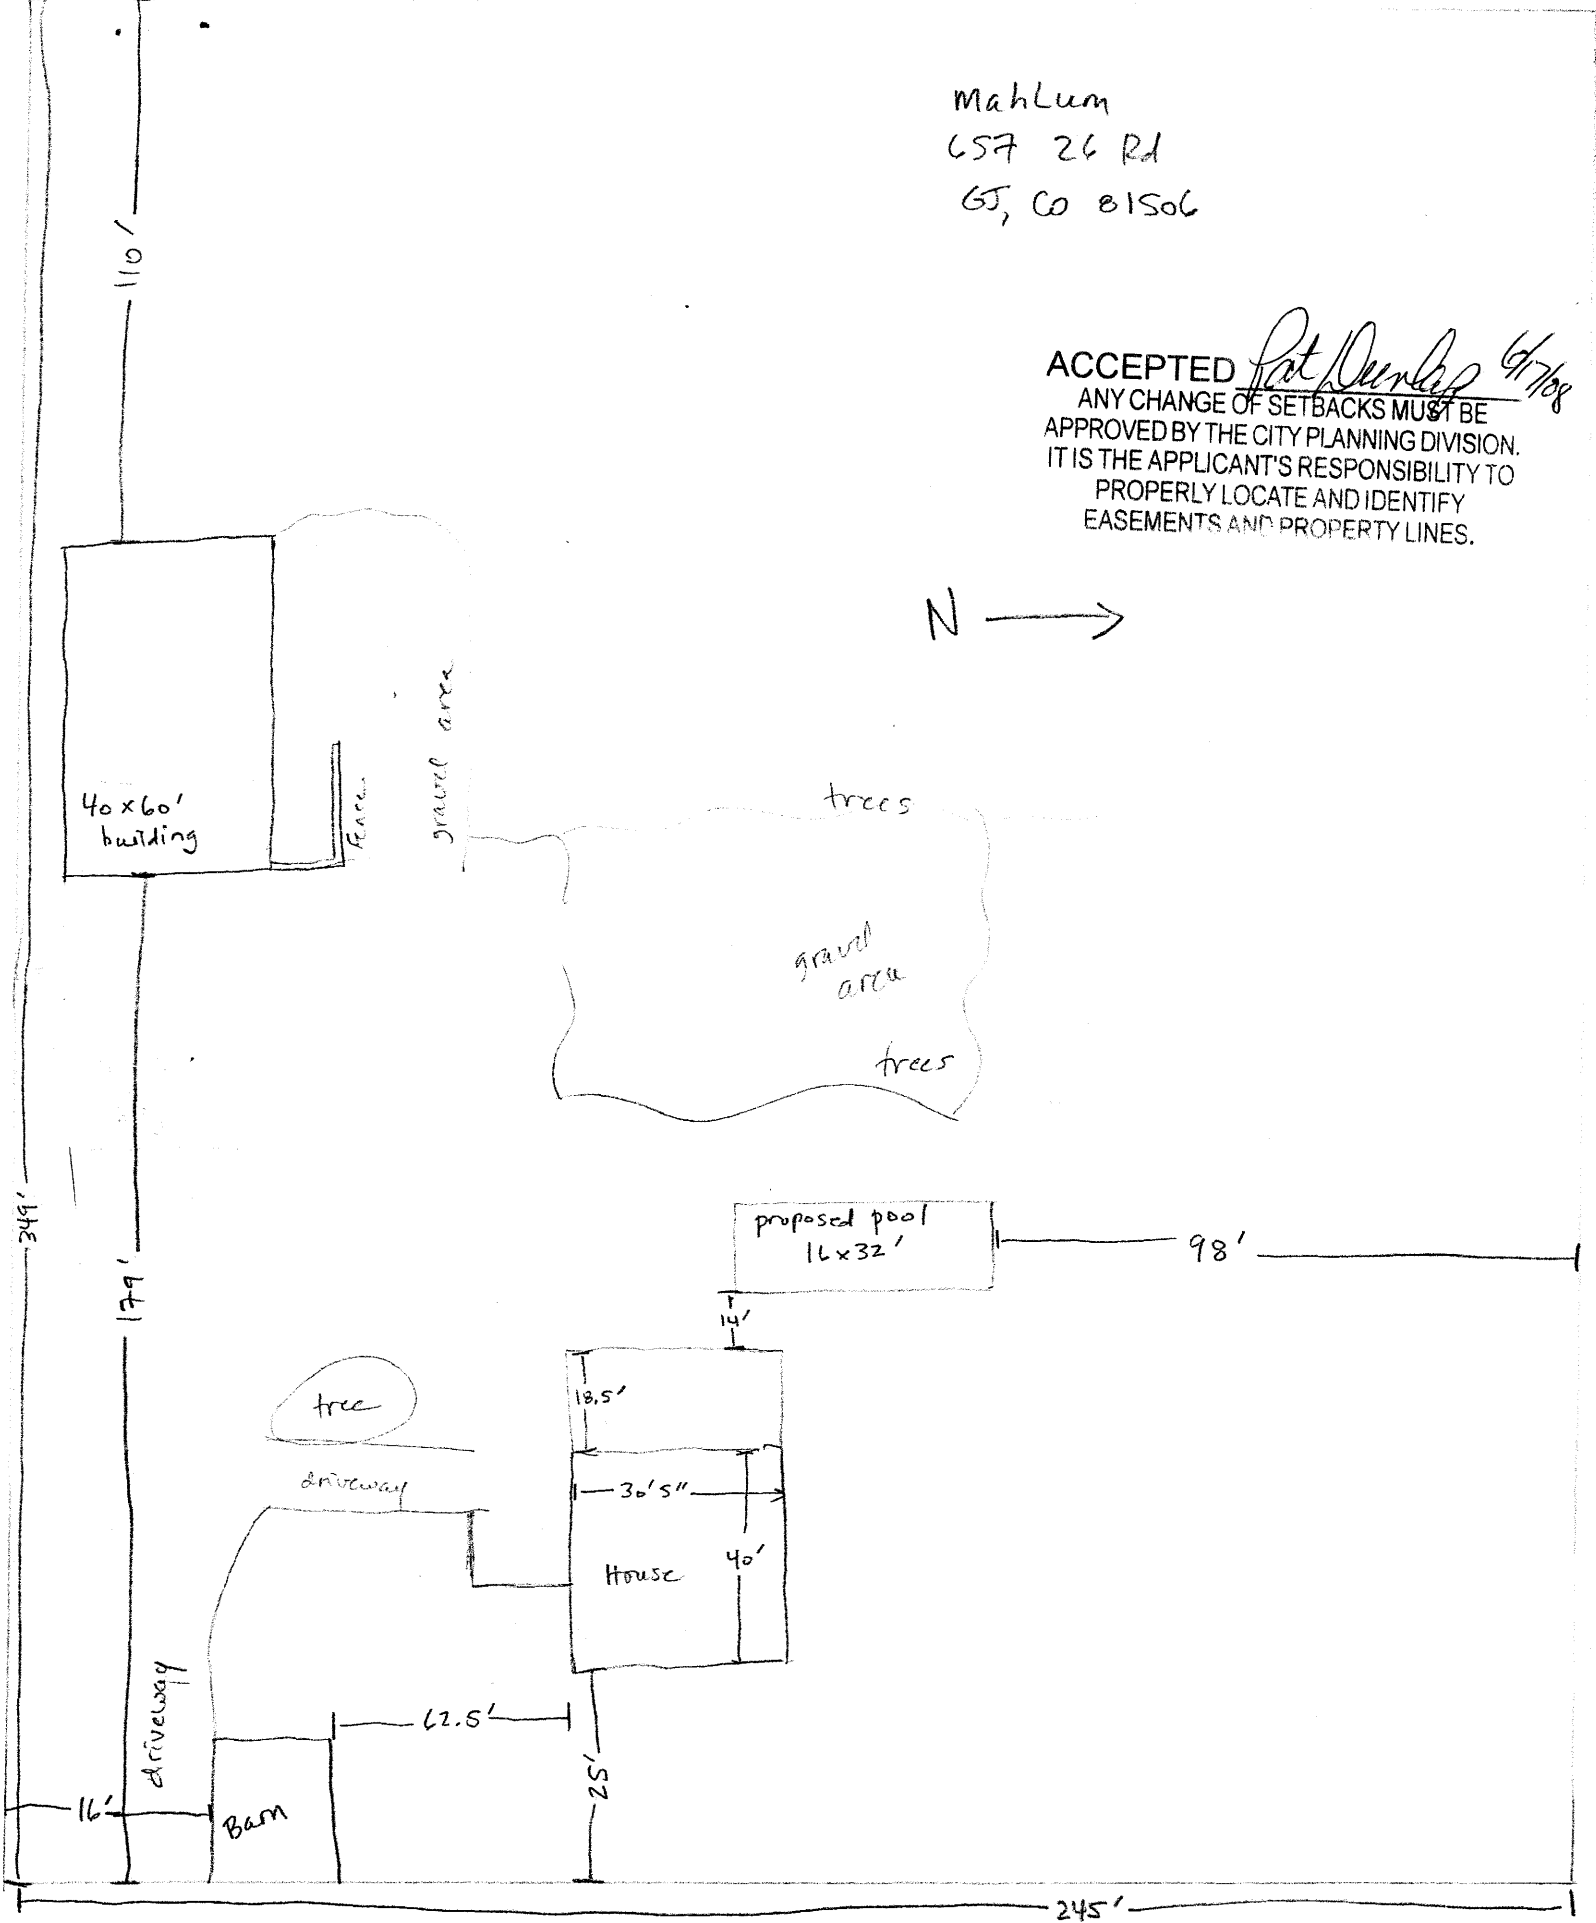 MahLum
657 26 Rd
GJ, CO 81506
110'
ACCEPTED Pat Dunlap 6/17/08
ANY CHANGE OF SETBACKS MUST BE
APPROVED BY THE CITY PLANNING DIVISION.
IT IS THE APPLICANT'S RESPONSIBILITY TO
PROPERLY LOCATE AND IDENTIFY
EASEMENTS AND PROPERTY LINES.
N
40x60'
building
Fence
gravel area
trees
gravel
area
trees
349'
179'
proposed pool
16x32'
98'
14'
18.5'
tree
driveway
30'5"
House
40'
driveway
62.5'
25'
16'
Barn
245'